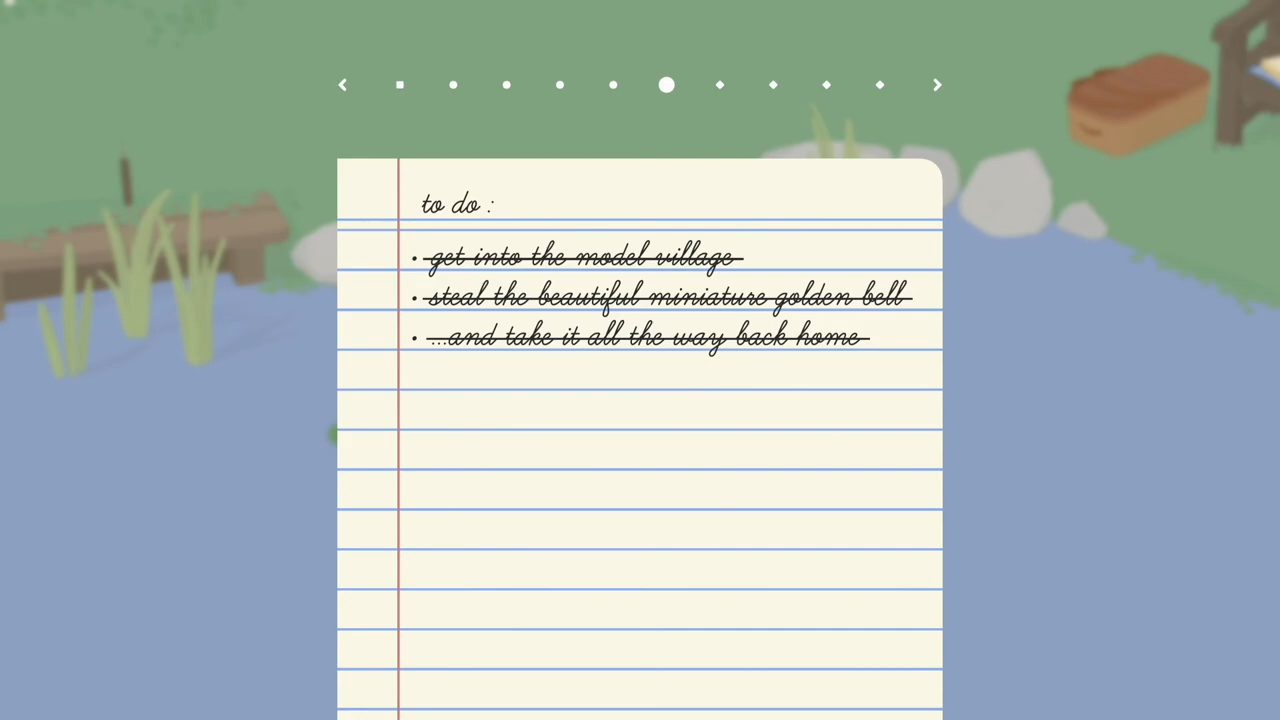 to do :
• get into the model village
• steal the beautiful miniature golden bell
• ...and take it all the way back home